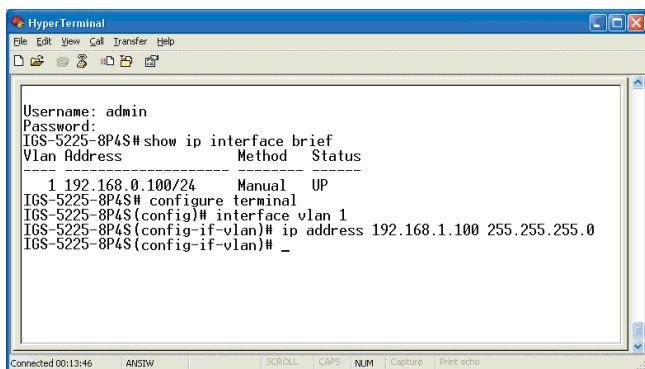 HyperTerminal
File Edit View Call Transfer Help
Username: admin
Password:
IGS-5225-8P4S# show ip interface brief
Vlan Address Method Status
---- -------------------- -------- ------
1 192.168.0.100/24 Manual UP
IGS-5225-8P4S# configure terminal
IGS-5225-8P4S(config)# interface vlan 1
IGS-5225-8P4S(config-if-vlan)# ip address 192.168.1.100 255.255.255.0
IGS-5225-8P4S(config-if-vlan)# _
Connected 00:13:46 ANSIW SCROLL CAPS NUM Capture Print echo